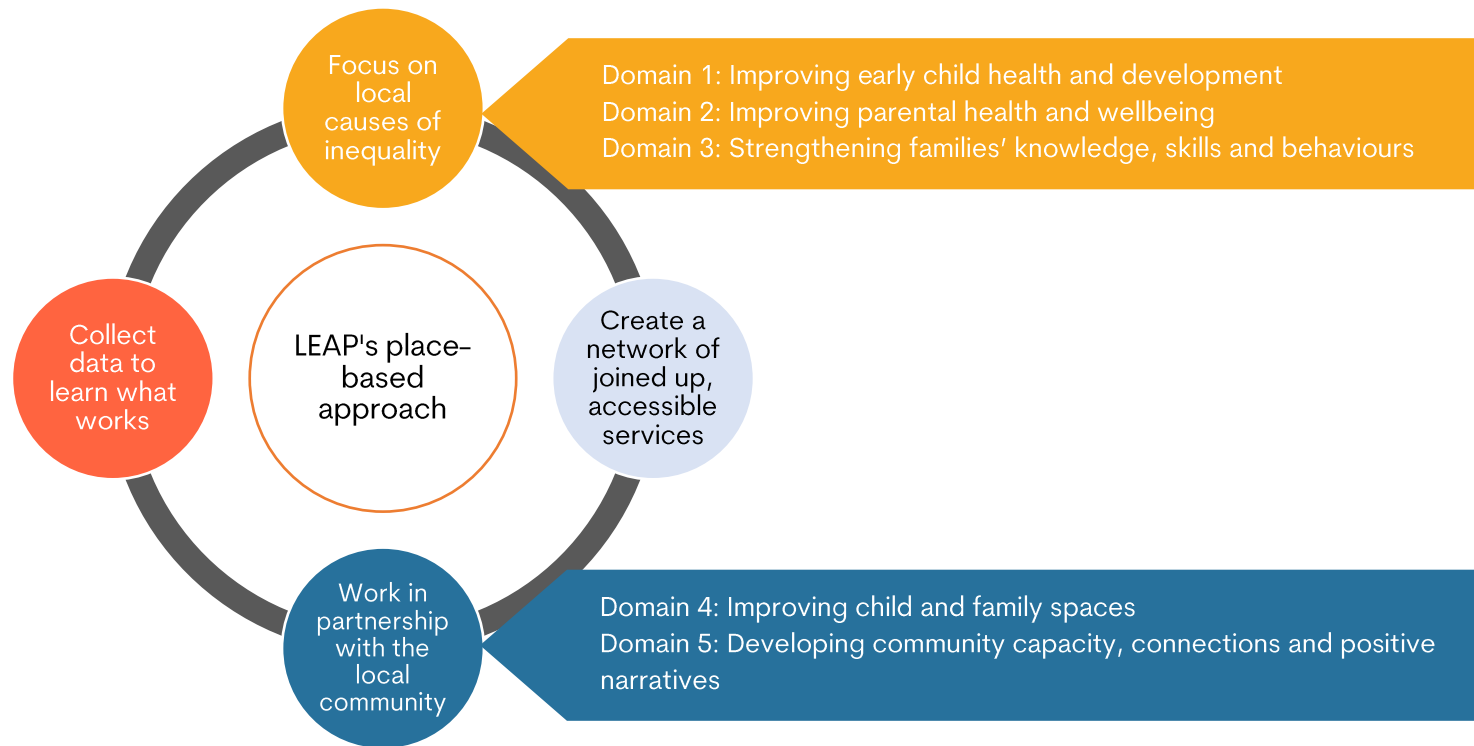 Focus on
local
causes of
inequality
Domain 1: Improving early child health and development
Domain 2: Improving parental health and wellbeing
Domain 3: Strengthening families’ knowledge, skills and behaviours
Collect
data to
learn what
works
LEAP's place-
based
approach
Create a
network of
joined up,
accessible
services
Work in
partnership
with the
local
community
Domain 4: Improving child and family spaces
Domain 5: Developing community capacity, connections and positive
narratives